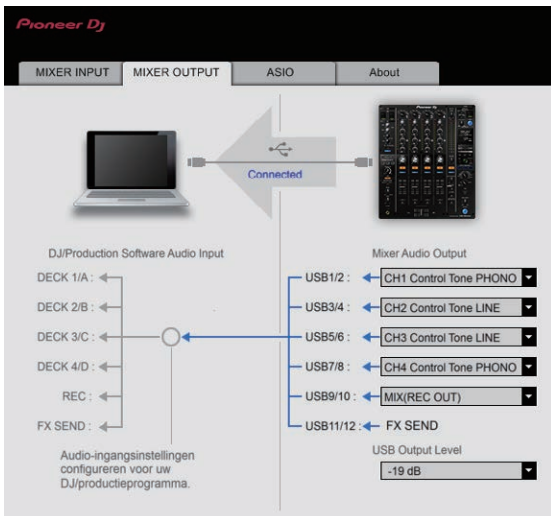 Pioneer Dj
MIXER INPUT
MIXER OUTPUT
ASIO
About
Connected
DJ/Production Software Audio Input
Mixer Audio Output
DECK 1/A :
USB1/2 :
CH1 Control Tone PHONO
DECK 2/B :
USB3/4 :
CH2 Control Tone LINE
DECK 3/C :
USB5/6 :
CH3 Control Tone LINE
DECK 4/D :
USB7/8 :
CH4 Control Tone PHONO
REC :
USB9/10 :
MIX(REC OUT)
FX SEND :
USB11/12 :
FX SEND
Audio-ingangsinstellingen
configureren voor uw
DJ/productieprogramma.
USB Output Level
-19 dB